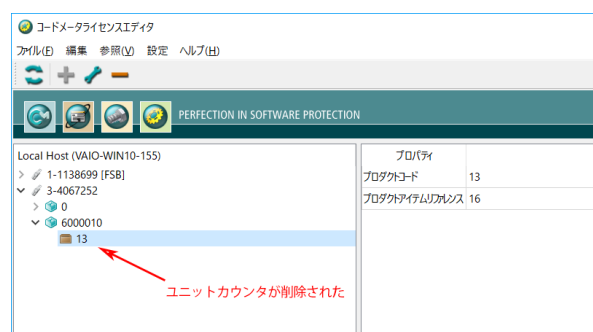 コードメータライセンスエディタ
ファイル(F) 編集 参照(V) 設定 ヘルプ(H)
PERFECTION IN SOFTWARE PROTECTION
Local Host (VAIO-WIN10-155)
1-1138699 [FSB]
3-4067252
0
6000010
13
ユニットカウンタが削除された
プロパティ
プロダクトコード 13
プロダクトアイテムリファレンス 16